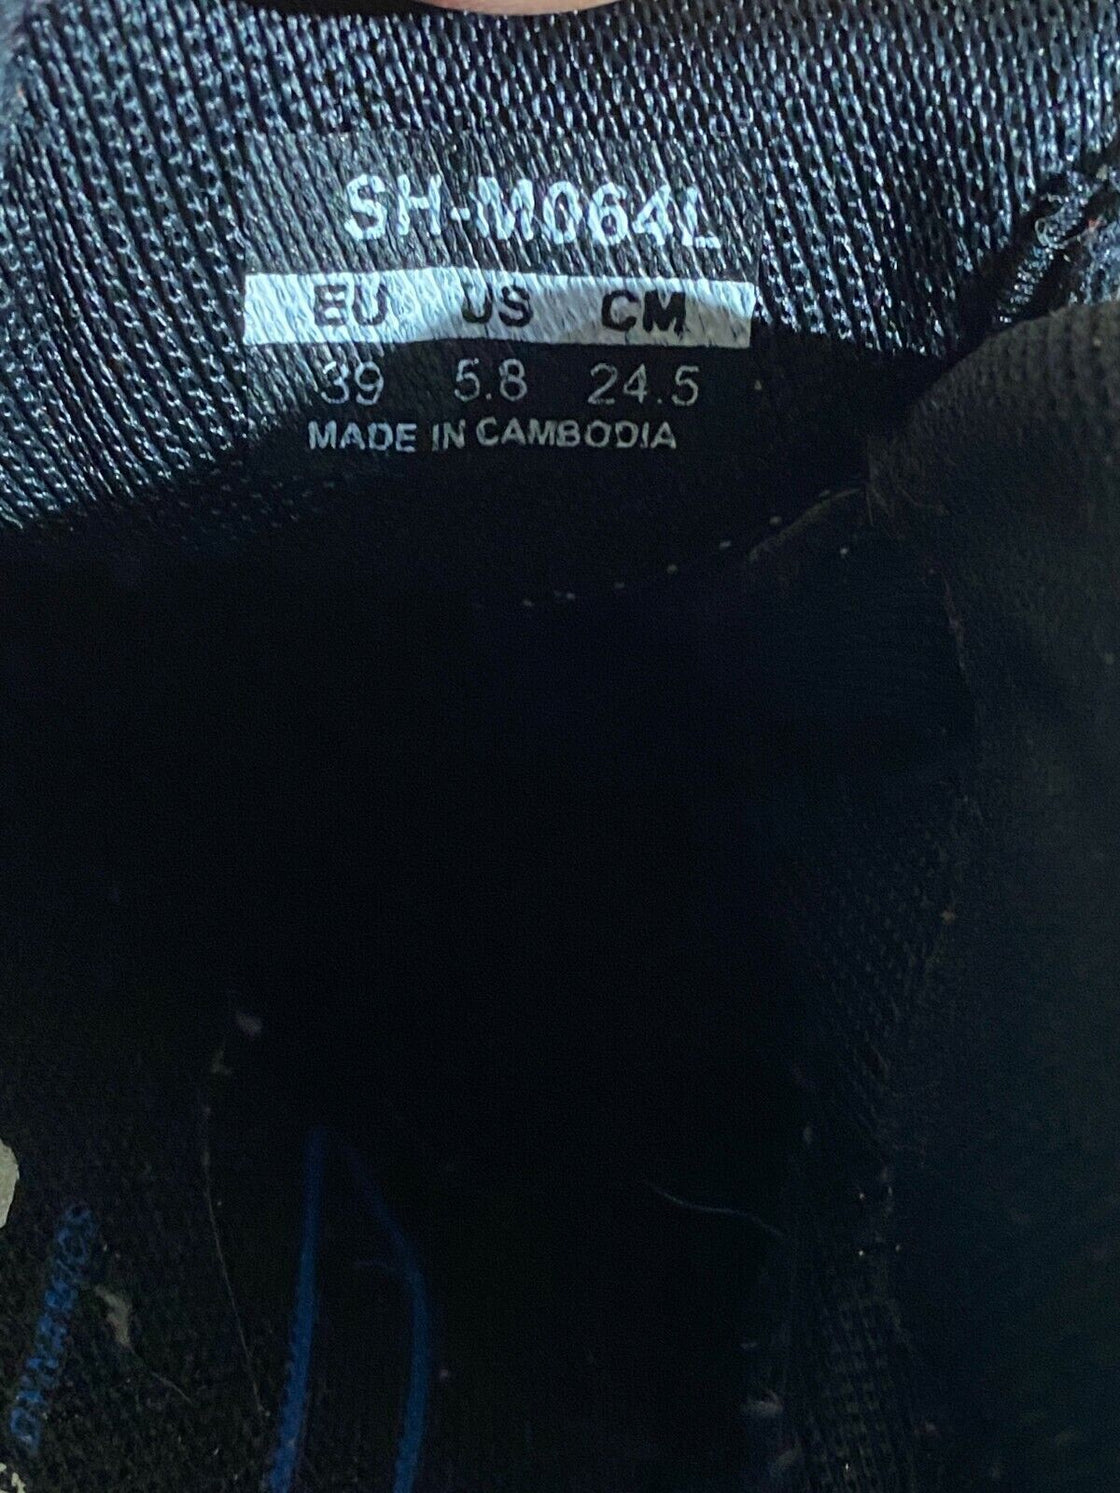 SH-M064L
EU US CM
39 5.8 24.5
MADE IN CAMBODIA